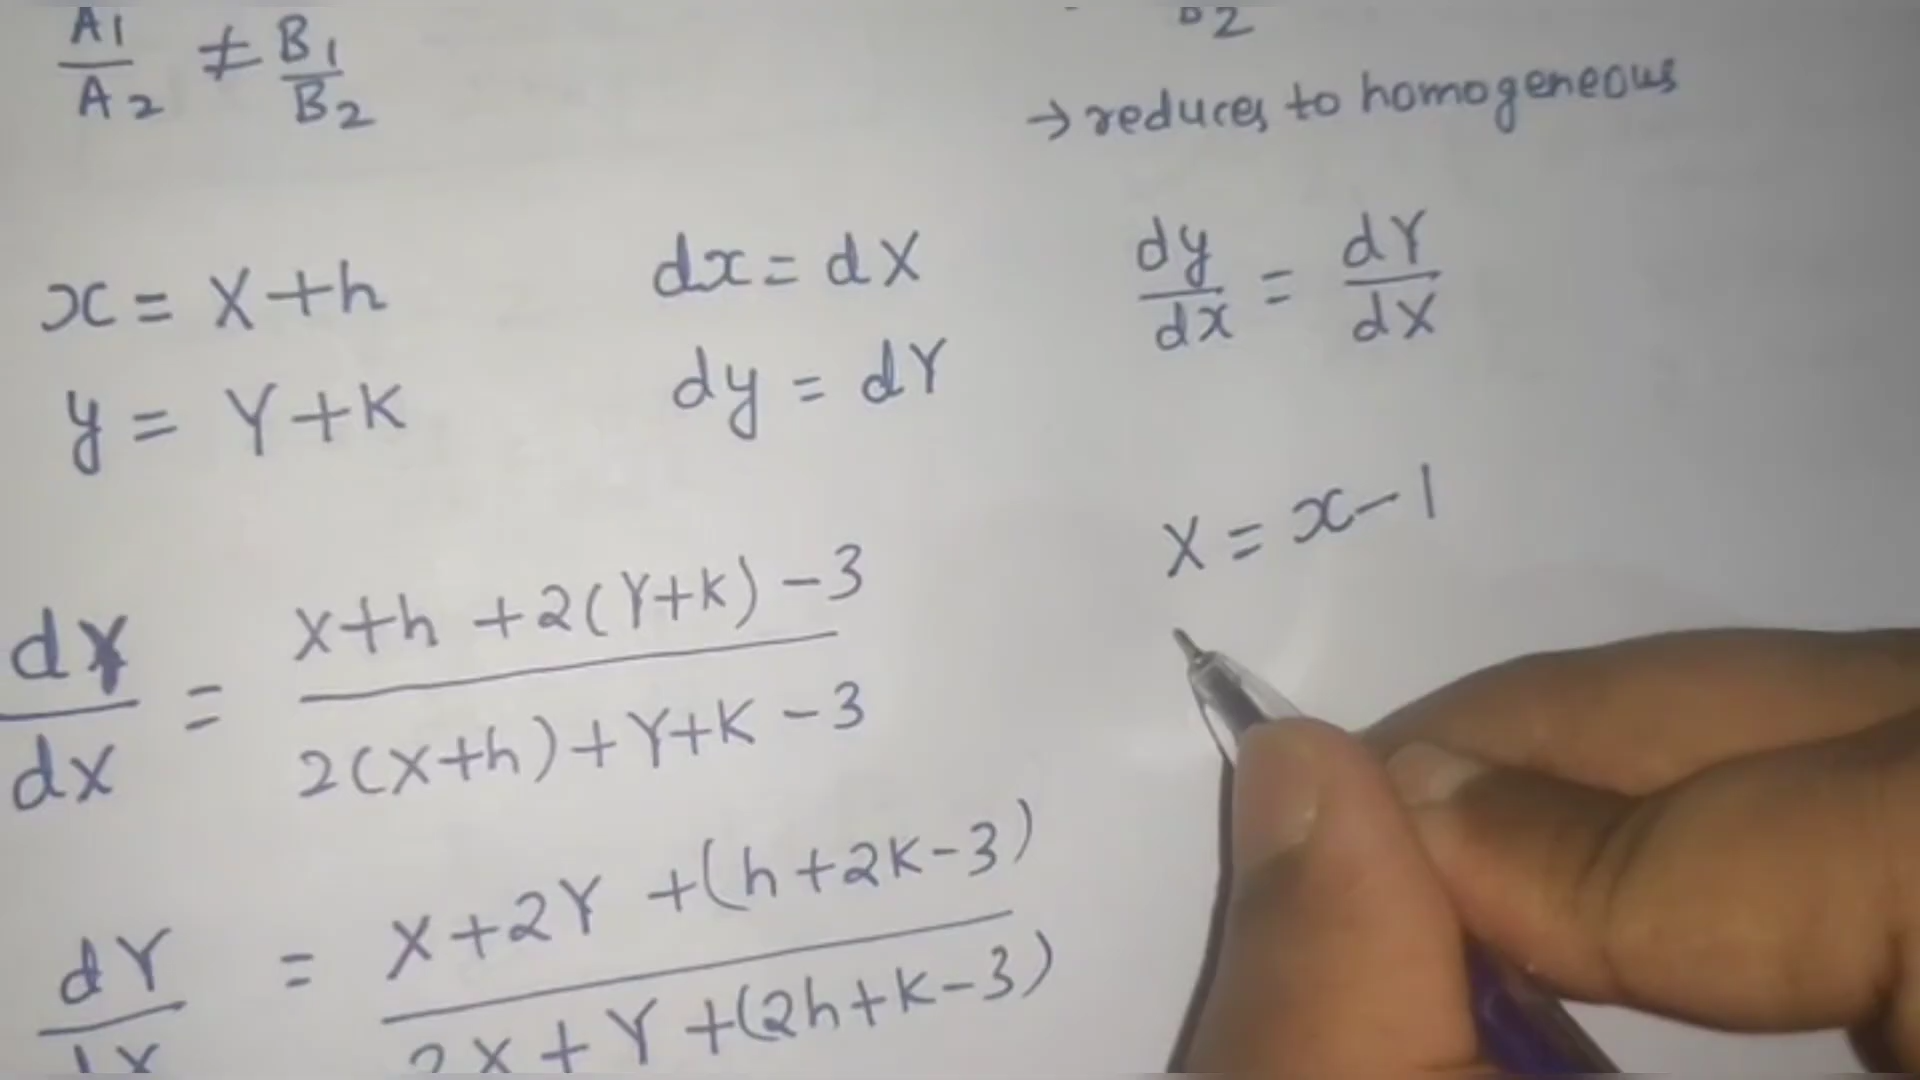 A1/A2 ≠ B1/B2
B2
→ reduces to homogeneous
x = X+h
dx = dX
dy/dx = dY/dX
y = Y+K
dy = dY
X = x-1
dY/dX = X+h +2(Y+K) -3 / 2(X+h)+Y+K -3
dY/dX = X+2Y +(h+2K-3) / 2X+Y+(2h+K-3)